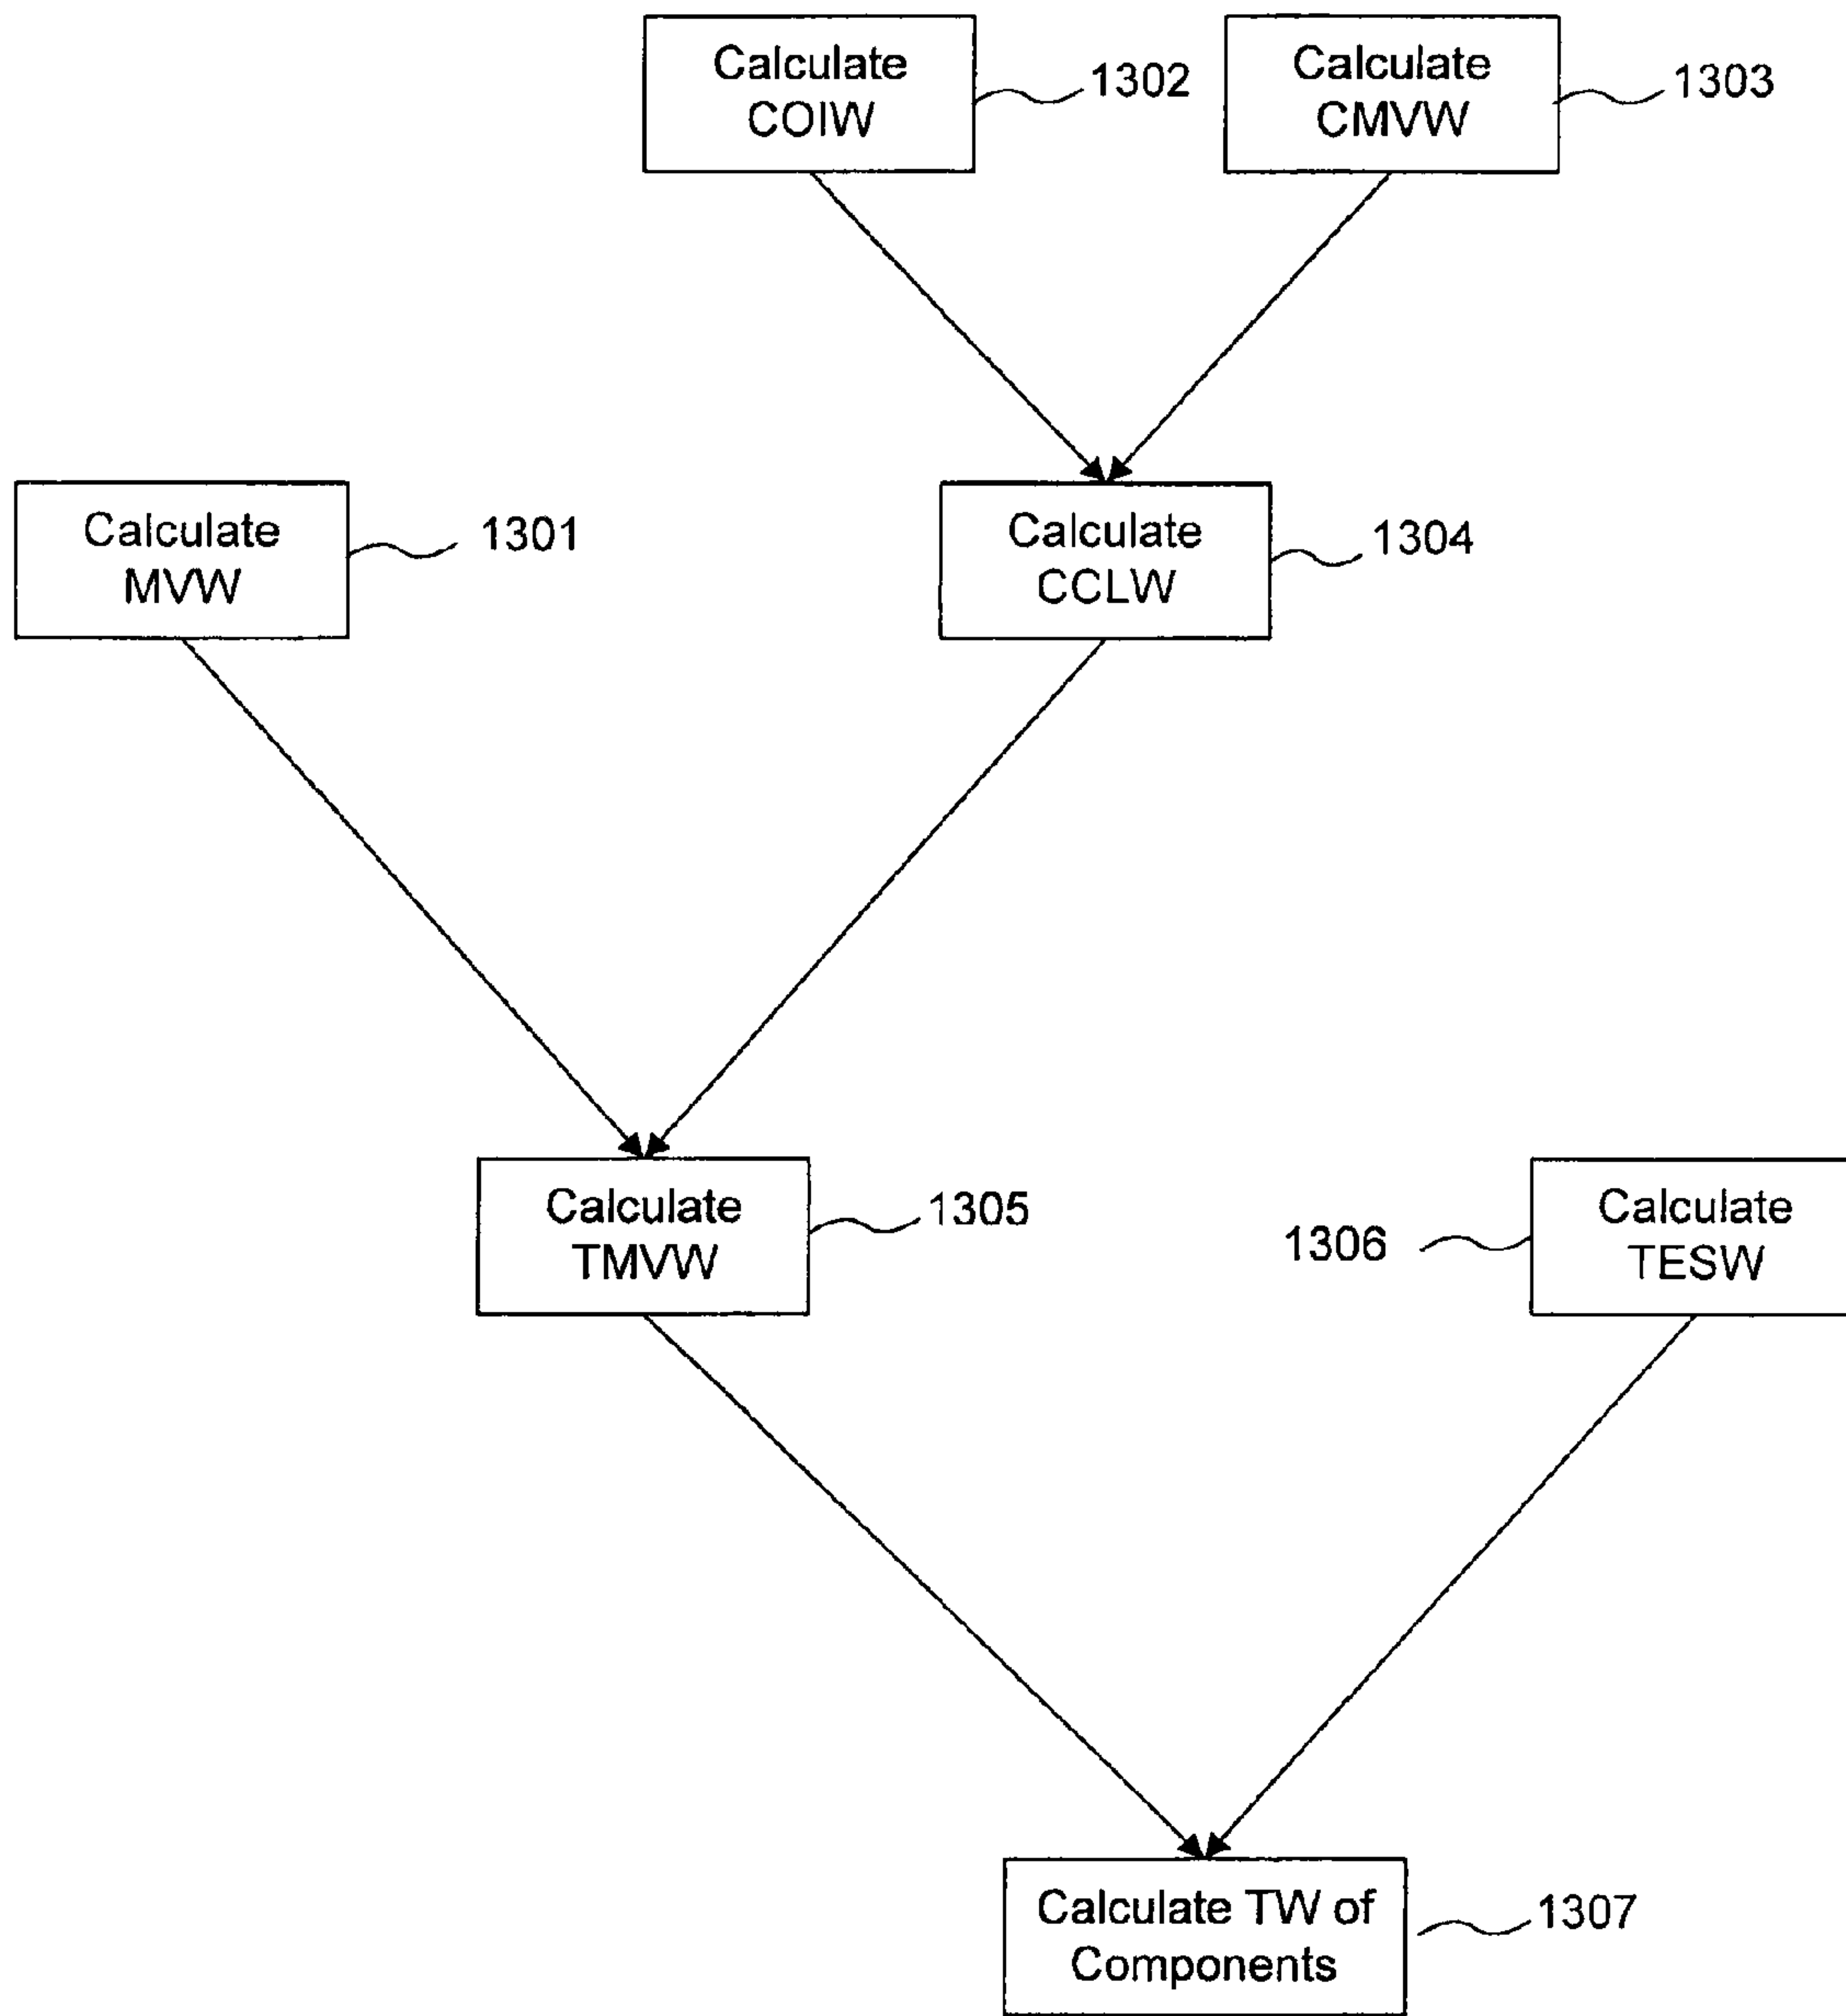 Calculate
COIW
1302
Calculate
CMVW
1303
Calculate
MVW
1301
Calculate
CCLW
1304
Calculate
TMVW
1305
1306
Calculate
TESW
Calculate TW of
Components
1307